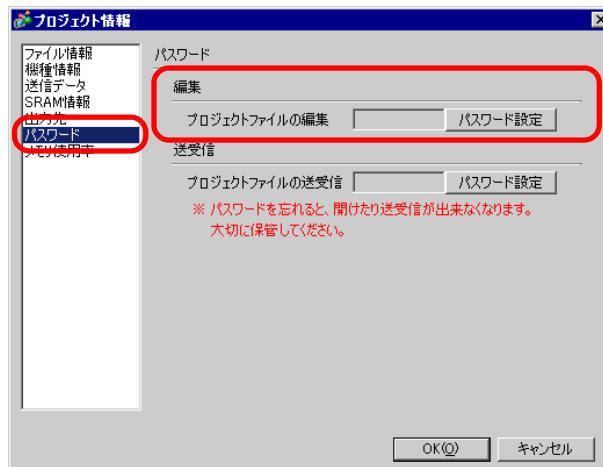 プロジェクト情報
ファイル情報
機種情報
送信データ
SRAM情報
出力先
パスワード
メモリ使用率
パスワード
編集
プロジェクトファイルの編集 パスワード設定
送受信
プロジェクトファイルの送受信 パスワード設定
※ パスワードを忘れると、開けたり送受信が出来なくなります。
大切に保管してください。
OK(O) キャンセル